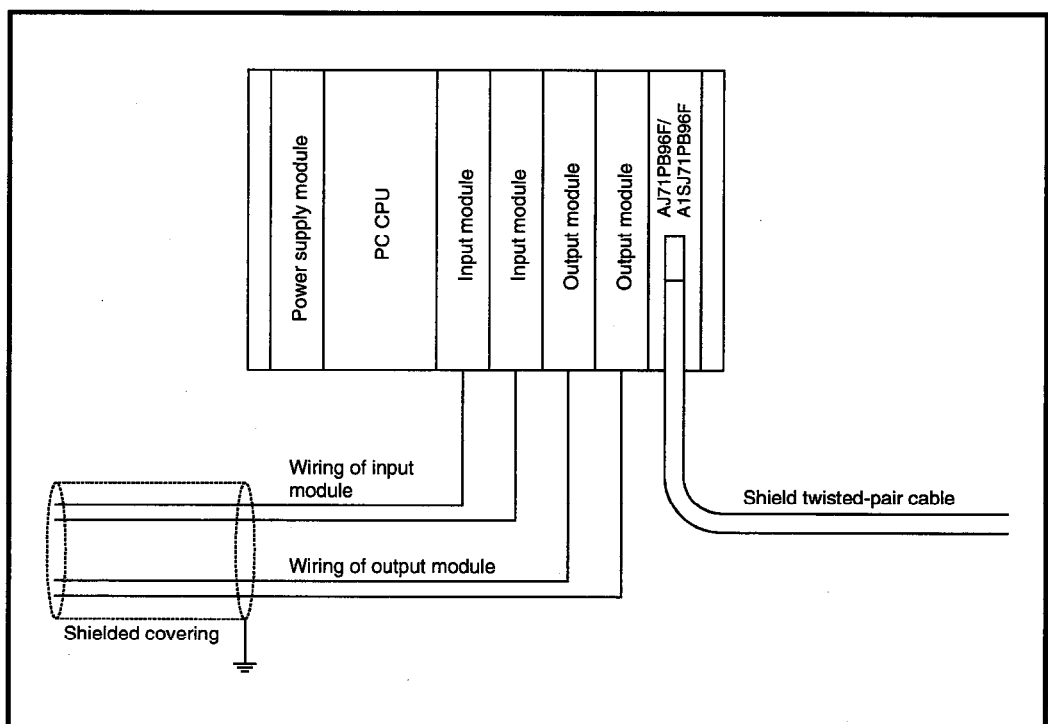 Power supply module
PC CPU
Input module
Input module
Output module
Output module
AJ71PB96F/
A1SJ71PB96F
Wiring of input
module
Shield twisted-pair cable
Wiring of output module
Shielded covering